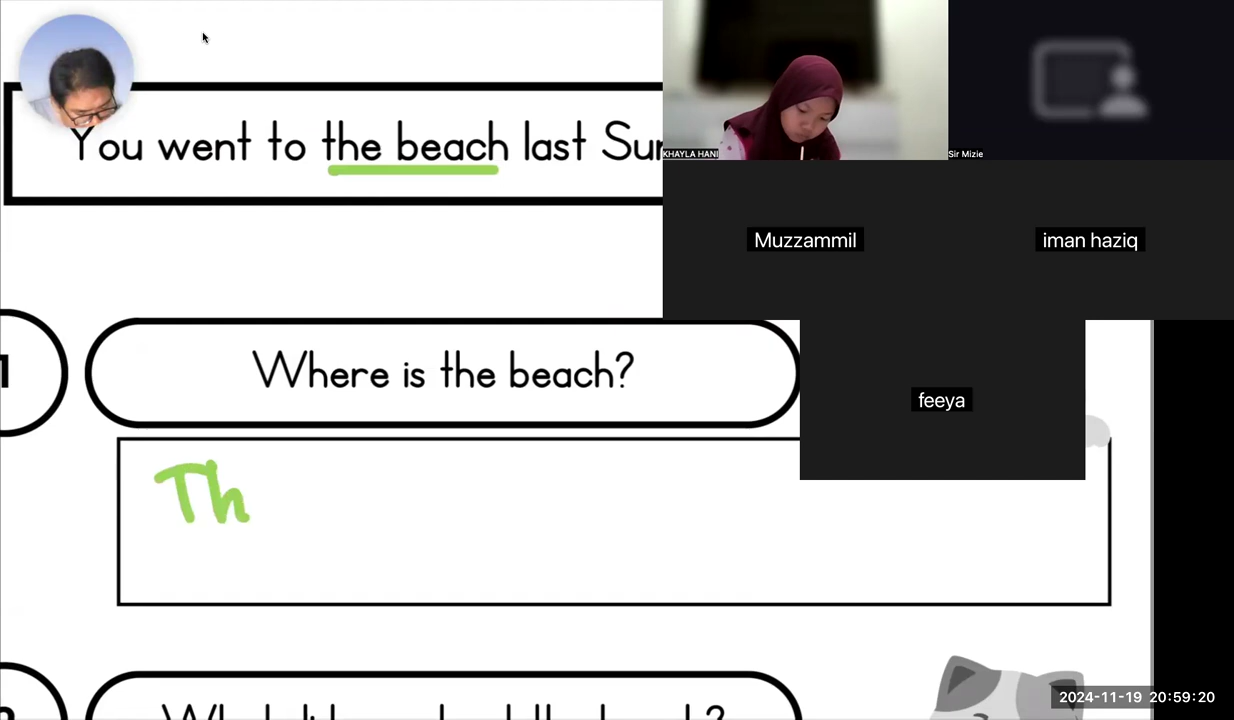 You went to the beach last
KHAYLA HANI
Sir Mizie
Muzzammil
iman haziq
feeya
1
Where is the beach?
Th
2024-11-19 20:59:20